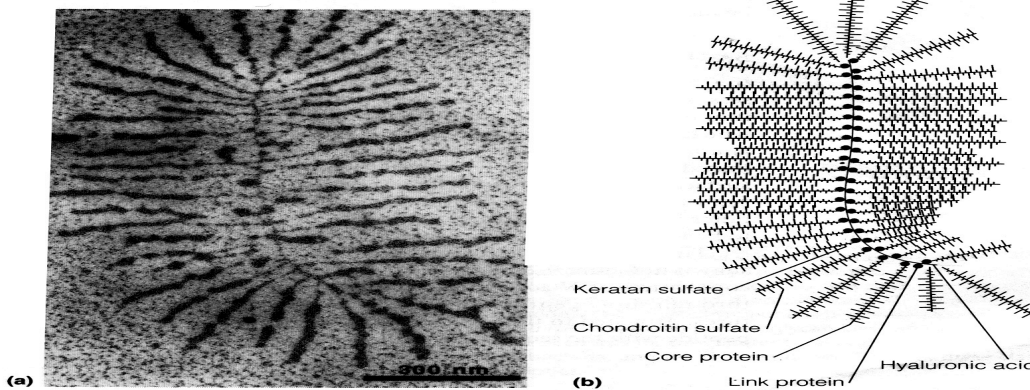 300 nm
(a)
Keratan sulfate
Chondroitin sulfate
Core protein
Link protein
Hyaluronic acid
(b)